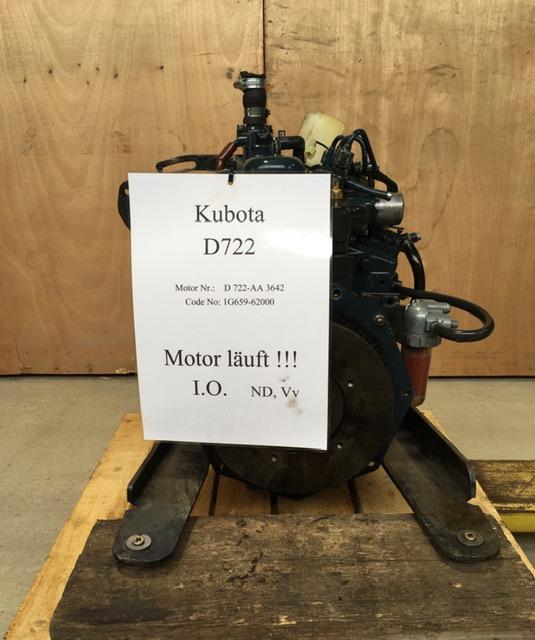 Kubota
D722
Motor Nr.: D 722-AA 3642
Code No: 1G659-62000
Motor läuft !!!
I.O. ND, Vv